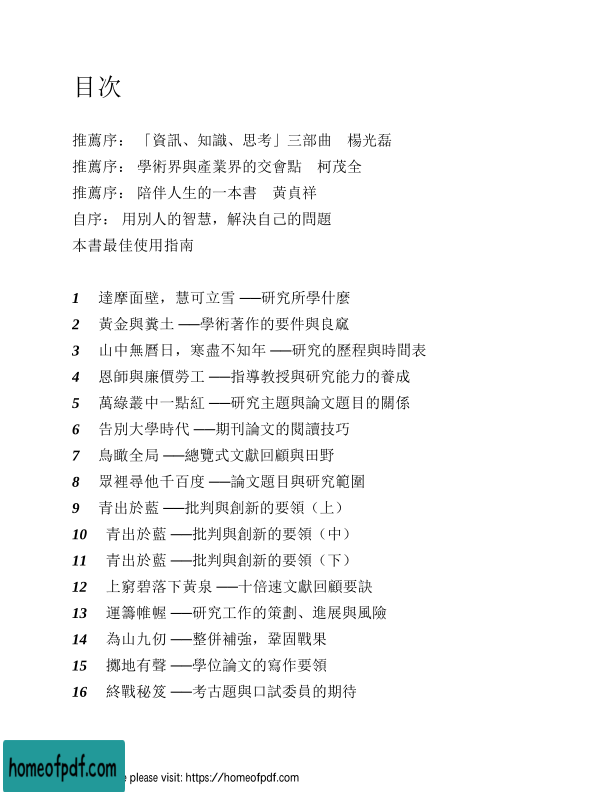 目次
推薦序： 「資訊、知識、思考」三部曲　楊光磊
推薦序： 學術界與產業界的交會點　柯茂全
推薦序： 陪伴人生的一本書　黃貞祥
自序： 用別人的智慧，解決自己的問題
本書最佳使用指南
1 達摩面壁，慧可立雪 ──研究所學什麼
2 黃金與糞土 ──學術著作的要件與良窳
3 山中無曆日，寒盡不知年 ──研究的歷程與時間表
4 恩師與廉價勞工 ──指導教授與研究能力的養成
5 萬綠叢中一點紅 ──研究主題與論文題目的關係
6 告別大學時代 ──期刊論文的閱讀技巧
7 鳥瞰全局 ──總覽式文獻回顧與田野
8 眾裡尋他千百度 ──論文題目與研究範圍
9 青出於藍 ──批判與創新的要領（上）
10 青出於藍 ──批判與創新的要領（中）
11 青出於藍 ──批判與創新的要領（下）
12 上窮碧落下黃泉 ──十倍速文獻回顧要訣
13 運籌帷幄 ──研究工作的策劃、進展與風險
14 為山九仞 ──整併補強，鞏固戰果
15 擲地有聲 ──學位論文的寫作要領
16 終戰秘笈 ──考古題與口試委員的期待
homeofpdf.com
please visit: https://homeofpdf.com